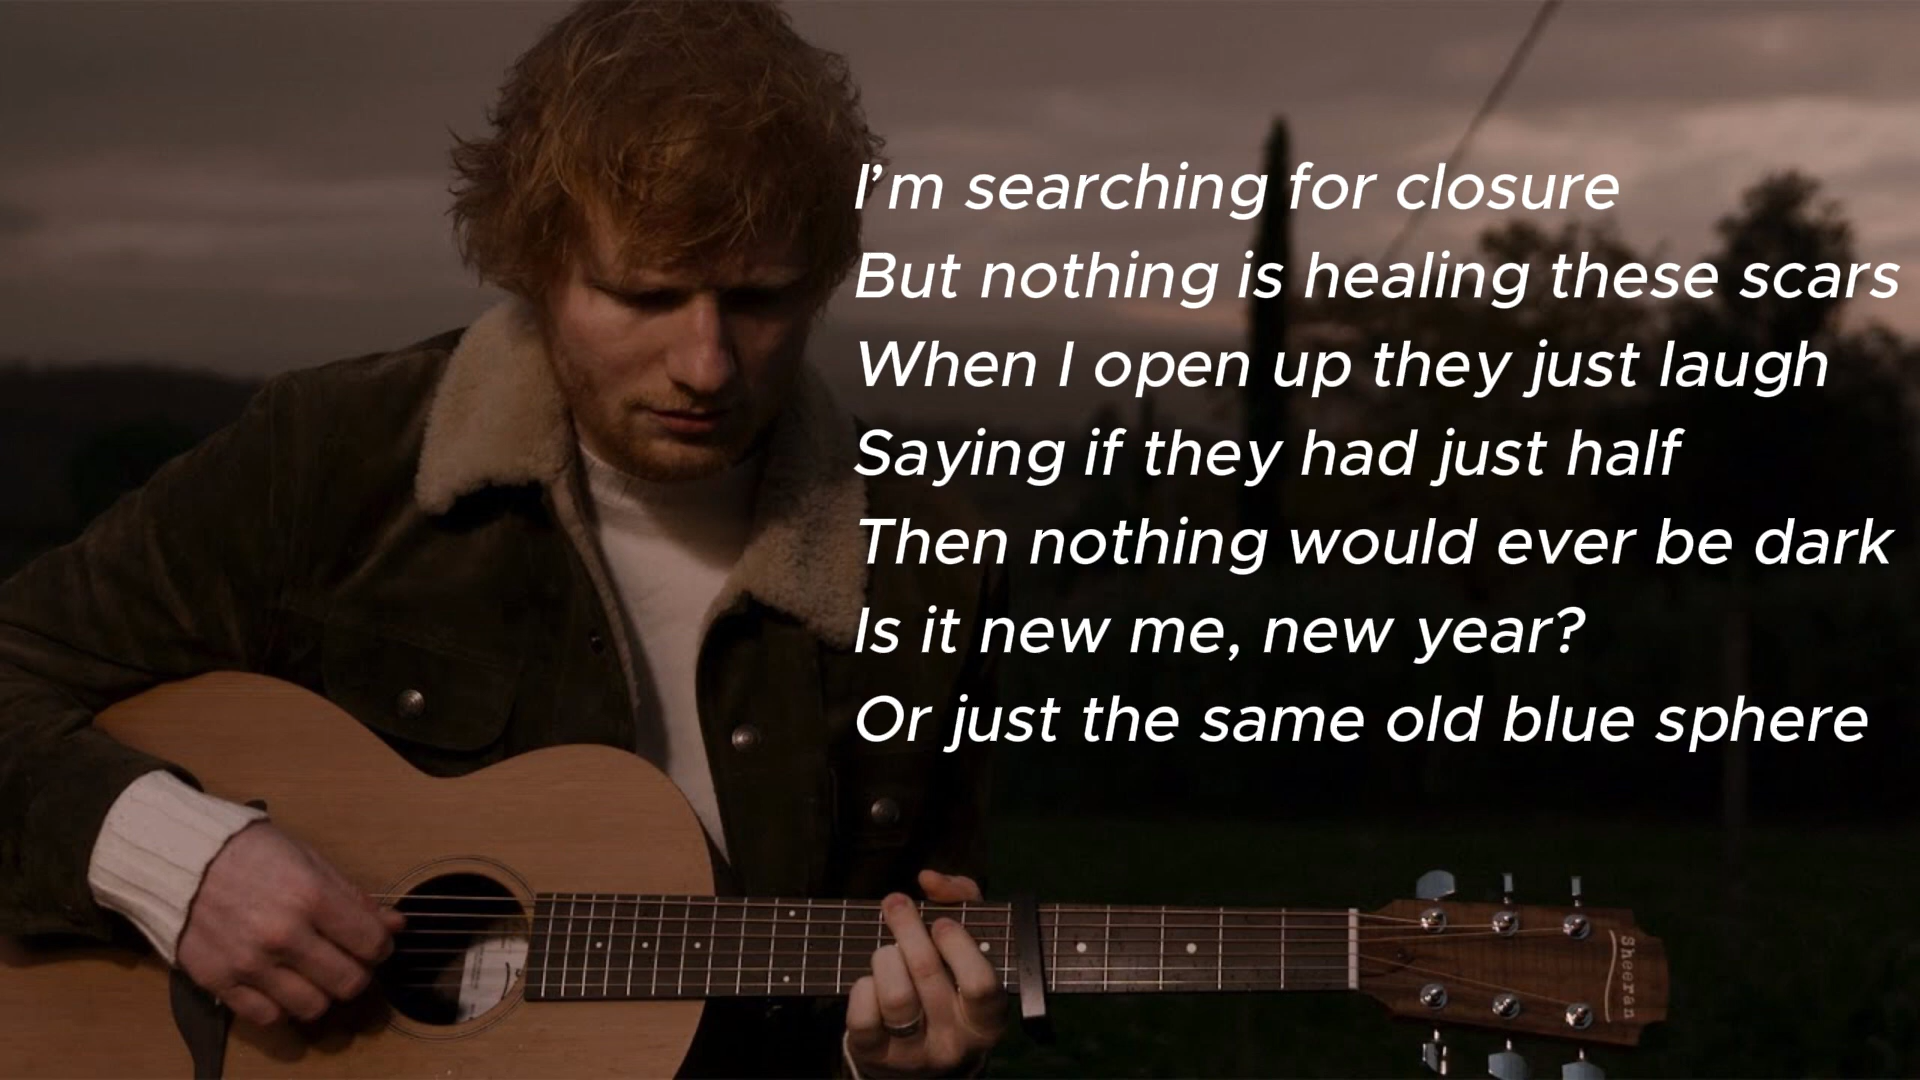 I’m searching for closure
But nothing is healing these scars
When I open up they just laugh
Saying if they had just half
Then nothing would ever be dark
Is it new me, new year?
Or just the same old blue sphere
Sheeran